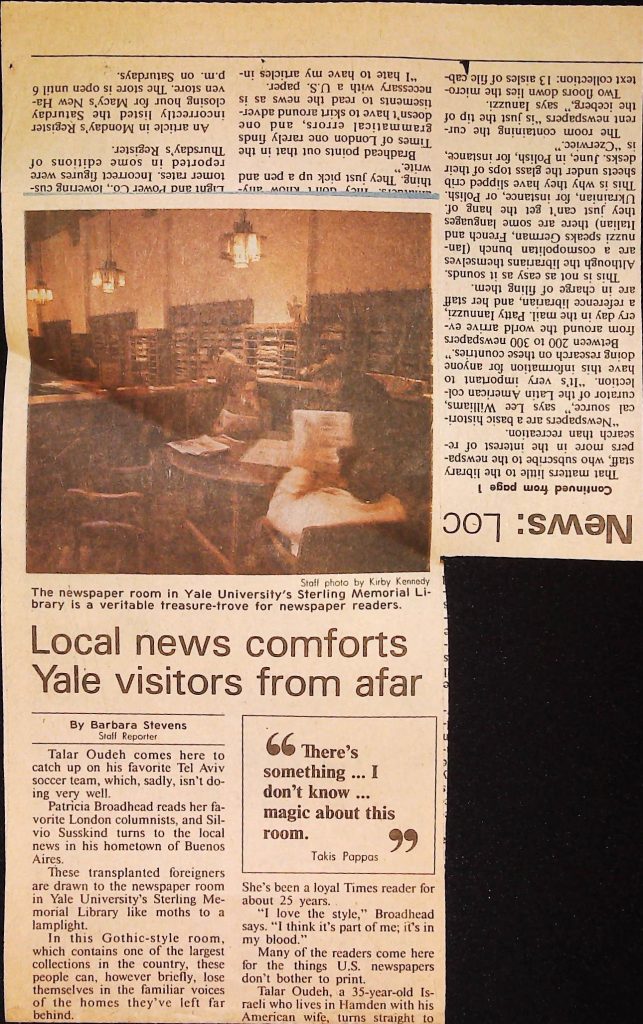 Staff photo by Kirby Kennedy
The newspaper room in Yale University's Sterling Memorial Li-
brary is a veritable treasure-trove for newspaper readers.
Local news comforts
Yale visitors from afar
By Barbara Stevens
Staff Reporter
Talar Oudeh comes here to
catch up on his favorite Tel Aviv
soccer team, which, sadly, isn't do-
ing very well.
Patricia Broadhead reads her fa-
vorite London columnists, and Sil-
vio Susskind turns to the local
news in his hometown of Buenos
Aires.
These transplanted foreigners
are drawn to the newspaper room
in Yale University's Sterling Me-
morial Library like moths to a
lamplight.
In this Gothic-style room,
which contains one of the largest
collections in the country, these
people can, however briefly, lose
themselves in the familiar voices
of the homes they've left far
behind.
“There's
something ... I
don't know ...
magic about this
room.”
Takis Pappas
She's been a loyal Times reader for
about 25 years.
“I love the style,” Broadhead
says. “I think it's part of me; it's in
my blood.”
Many of the readers come here
for the things U.S. newspapers
don't bother to print.
Talar Oudeh, a 35-year-old Is-
raeli who lives in Hamden with his
American wife, turns straight to
News: Loc
Continued from page 1
That matters little to the library
staff, who subscribe to the newspa-
pers more in the interest of re-
search than recreation.
“Newspapers are a basic histori-
cal source,” says Lee Williams,
curator of the Latin American col-
lection. “It's very important to
have this information for anyone
doing research on these countries.”
Between 200 to 300 newspapers
from around the world arrive ev-
ery day in the mail. Patty Iannuzzi,
a reference librarian, and her staff
are in charge of filing them.
This is not as easy as it sounds.
Although the librarians themselves
are a cosmopolitan bunch (Ian-
nuzzi speaks German, French and
Italian) there are some languages
they just can't get the hang of.
Ukrainian, for instance, or Polish.
This is why they have slipped crib
sheets under the glass tops of their
desks. June, in Polish, for instance,
is “Czerwice.”
The room containing the cur-
rent newspapers “is just the tip of
the iceberg,” says Ianuzzi.
Two floors down lies the micro-
text collection: 13 aisles of file cab-
They don't know any-
thing. They just pick up a pen and
write.”
Bradhead points out that in the
Times of London one rarely finds
grammatical errors, and one
doesn't have to skirt around adver-
tisements to read the news as is
necessary with a U.S. paper.
“I hate to have my articles in-
Light and Power Co., lowering cus-
tomer rates. Incorrect figures were
reported in some editions of
Thursday's Register.
An article in Monday's Register
incorrectly listed the Saturday
closing hour for Macy's New Ha-
ven store. The store is open until 6
p.m. on Saturdays.